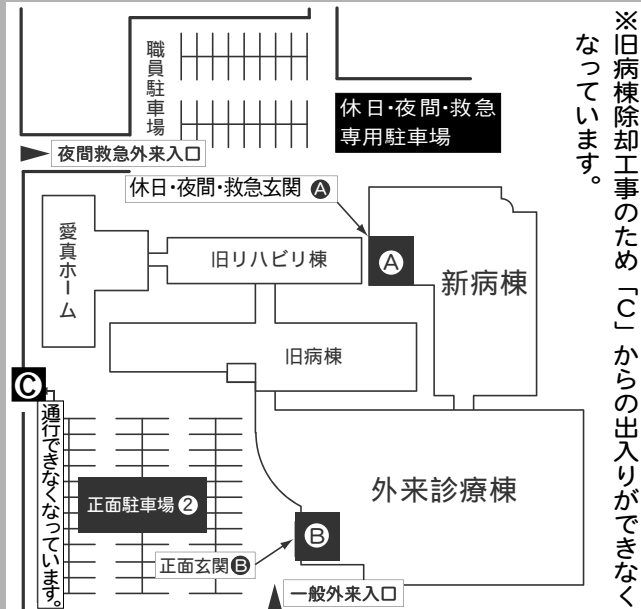 ※旧病棟除却工事のため「C」からの出入りができなく
なっています。
職員駐車場
休日・夜間・救急
専用駐車場
夜間救急外来入口
休日・夜間・救急玄関 A
愛真ホーム
旧リハビリ棟
A
新病棟
旧病棟
C
通行できなくなっています。
正面駐車場 2
外来診療棟
B
正面玄関 B
一般外来入口